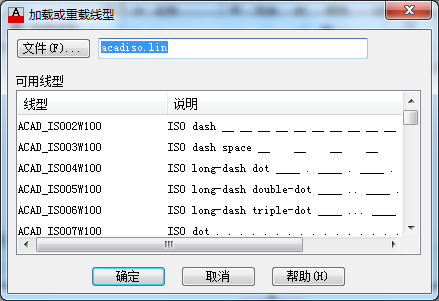 加载或重载线型
文件(F)... acadiso.lin
可用线型
线型 说明
ACAD_ISO02W100 ISO dash __ __ __ __ __ __ __ __ __ __
ACAD_ISO03W100 ISO dash space __    __    __    __
ACAD_ISO04W100 ISO long-dash dot ____ . ____ . ____ .
ACAD_ISO05W100 ISO long-dash double-dot ____ .. ____ .
ACAD_ISO06W100 ISO long-dash triple-dot ____ ... ____
ACAD_ISO07W100 ISO dot . . . . . . . . . . . . . . . .
确定 取消 帮助(H)